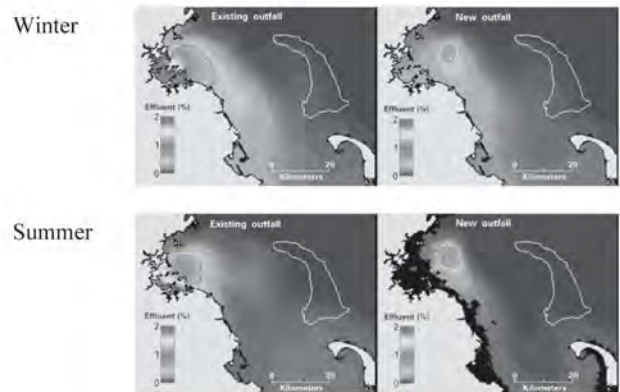 Winter
Existing outfall
Effluent (%)
2
1
0
0 20
Kilometers
New outfall
Effluent (%)
2
1
0
0 20
Kilometers
Summer
Existing outfall
Effluent (%)
2
1
0
0 20
Kilometers
New outfall
Effluent (%)
2
1
0
0 20
Kilometers